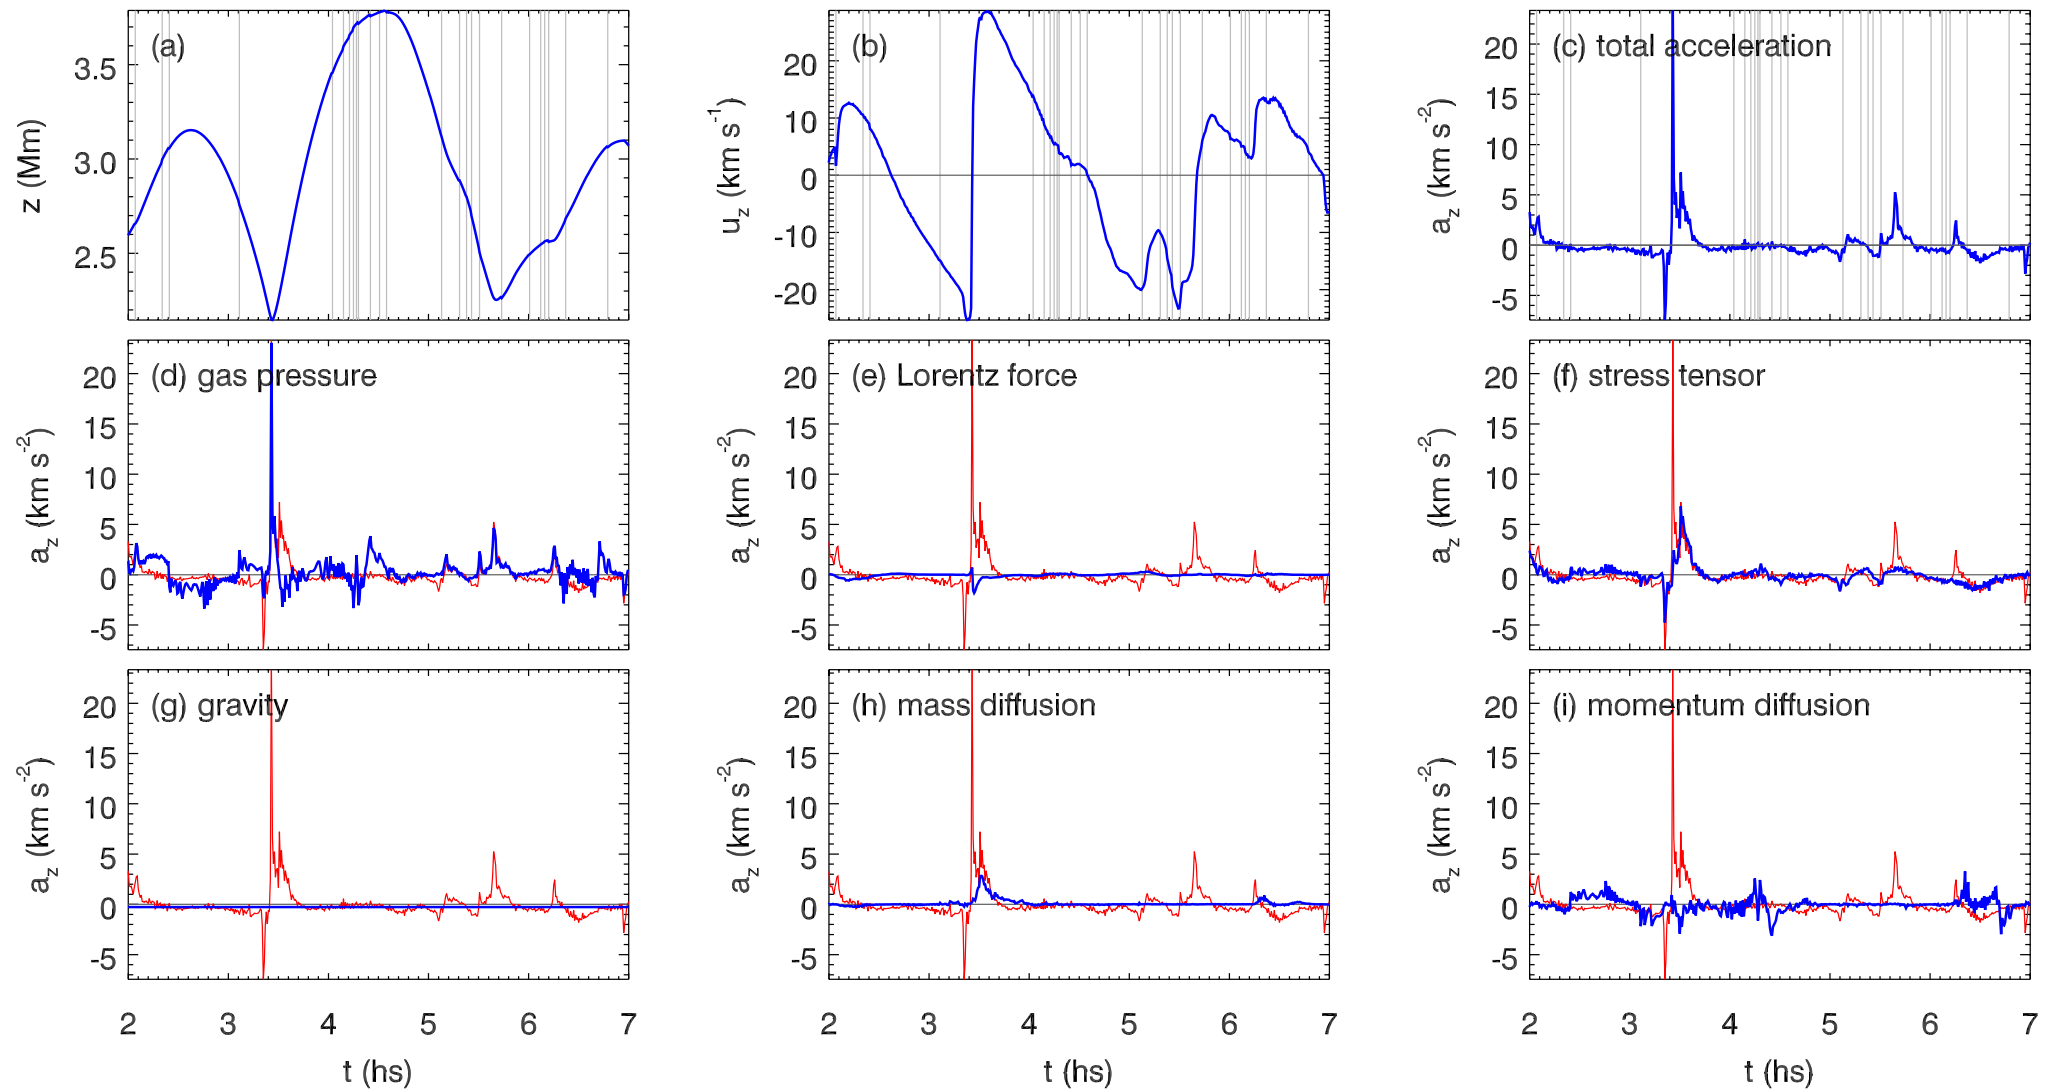 (a)
z (Mm)
3.5
3.0
2.5
(b)
u_z (km s^-1)
20
10
0
-10
-20
(c) total acceleration
a_z (km s^-2)
20
15
10
5
0
-5
(d) gas pressure
a_z (km s^-2)
20
15
10
5
0
-5
(e) Lorentz force
a_z (km s^-2)
20
15
10
5
0
-5
(f) stress tensor
a_z (km s^-2)
20
15
10
5
0
-5
(g) gravity
a_z (km s^-2)
20
15
10
5
0
-5
2 3 4 5 6 7
t (hs)
(h) mass diffusion
a_z (km s^-2)
20
15
10
5
0
-5
2 3 4 5 6 7
t (hs)
(i) momentum diffusion
a_z (km s^-2)
20
15
10
5
0
-5
2 3 4 5 6 7
t (hs)